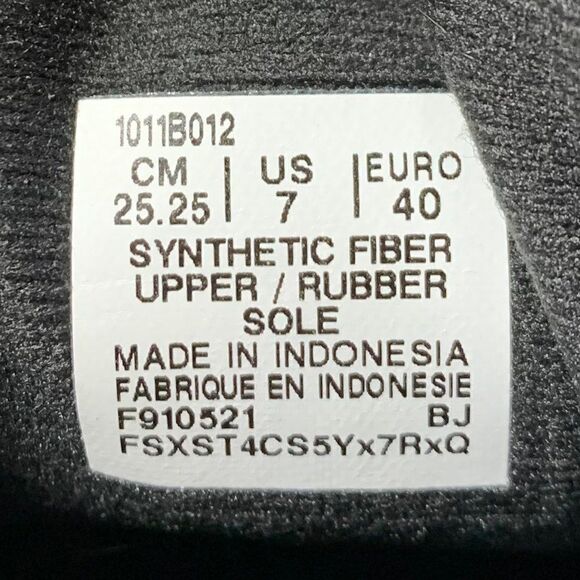 1011B012
CM | US | EURO
25.25 | 7 | 40
SYNTHETIC FIBER
UPPER / RUBBER
SOLE
MADE IN INDONESIA
FABRIQUE EN INDONESIE
F910521 BJ
FSXST4CS5Yx7RxQ